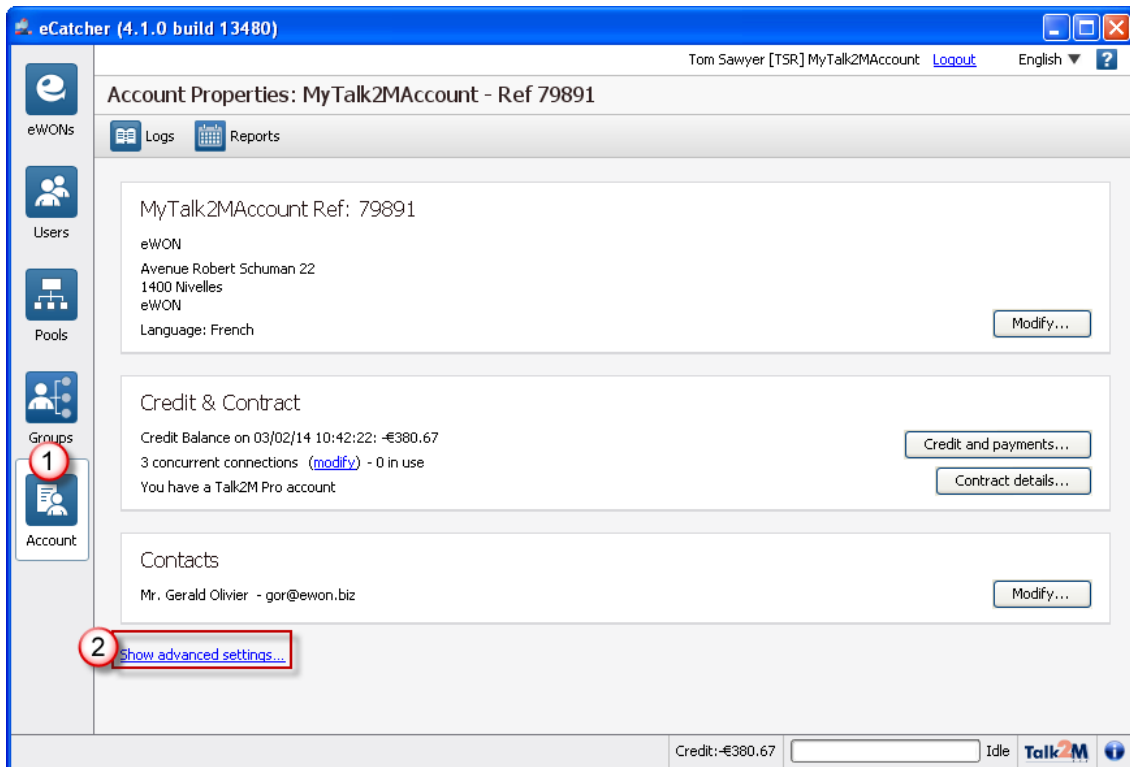 eCatcher (4.1.0 build 13480)
Tom Sawyer [TSR] MyTalk2MAccount Logout English
?
eWONs
Users
Pools
Groups
1
Account
Account Properties: MyTalk2MAccount - Ref 79891
Logs Reports
MyTalk2MAccount Ref: 79891
eWON
Avenue Robert Schuman 22
1400 Nivelles
eWON
Language: French
Modify...
Credit & Contract
Credit Balance on 03/02/14 10:42:22: -€380.67
Credit and payments...
3 concurrent connections (modify) - 0 in use
Contract details...
You have a Talk2M Pro account
Contacts
Mr. Gerald Olivier - gor@ewon.biz
Modify...
2
Show advanced settings...
Credit:-€380.67 Idle Talk2M i